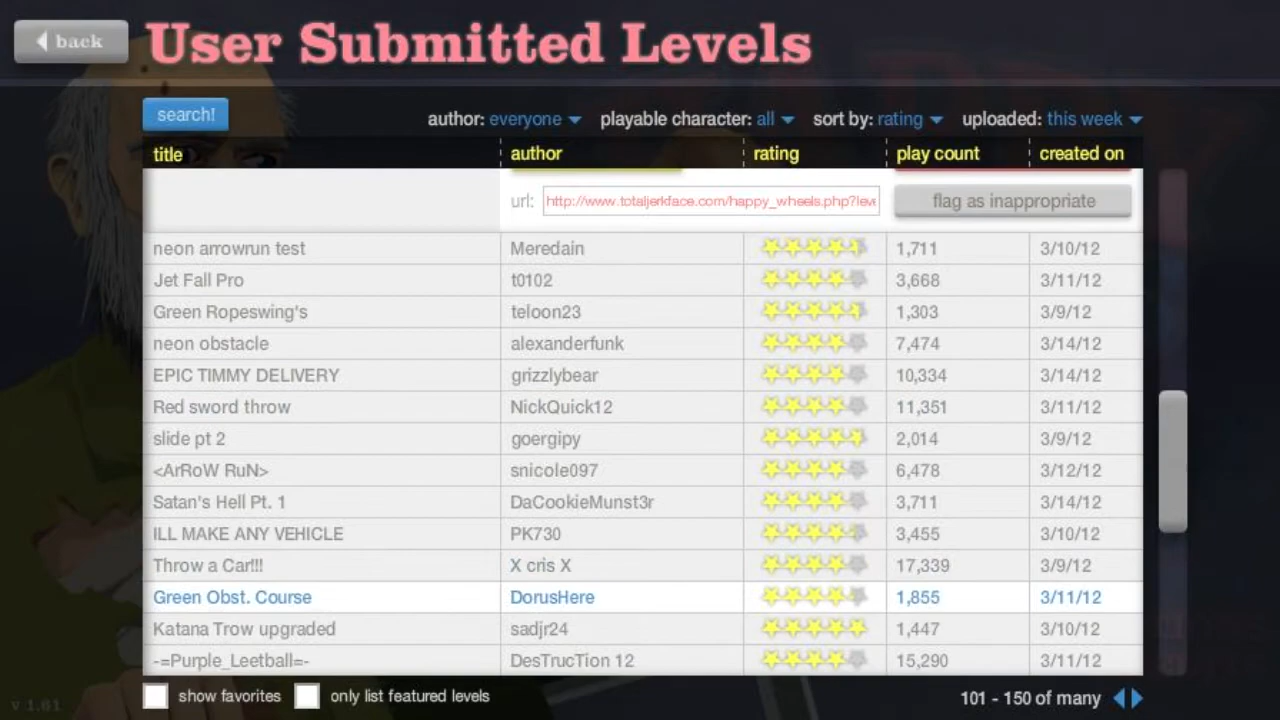 back
User Submitted Levels
search!
author: everyone playable character: all sort by: rating uploaded: this week
title author rating play count created on
url: http://www.totaljerkface.com/happy_wheels.php?leve flag as inappropriate
neon arrowrun test Meredain 1,711 3/10/12
Jet Fall Pro t0102 3,668 3/11/12
Green Ropeswing's teloon23 1,303 3/9/12
neon obstacle alexanderfunk 7,474 3/14/12
EPIC TIMMY DELIVERY grizzlybear 10,334 3/14/12
Red sword throw NickQuick12 11,351 3/11/12
slide pt 2 goergipy 2,014 3/9/12
<ArRoW RuN> snicole097 6,478 3/12/12
Satan's Hell Pt. 1 DaCookieMunst3r 3,711 3/14/12
ILL MAKE ANY VEHICLE PK730 3,455 3/10/12
Throw a Car!!! X cris X 17,339 3/9/12
Green Obst. Course DorusHere 1,855 3/11/12
Katana Trow upgraded sadjr24 1,447 3/10/12
-=Purple_Leetball=- DesTrucTion 12 15,290 3/11/12
show favorites only list featured levels 101 - 150 of many
v 1.61